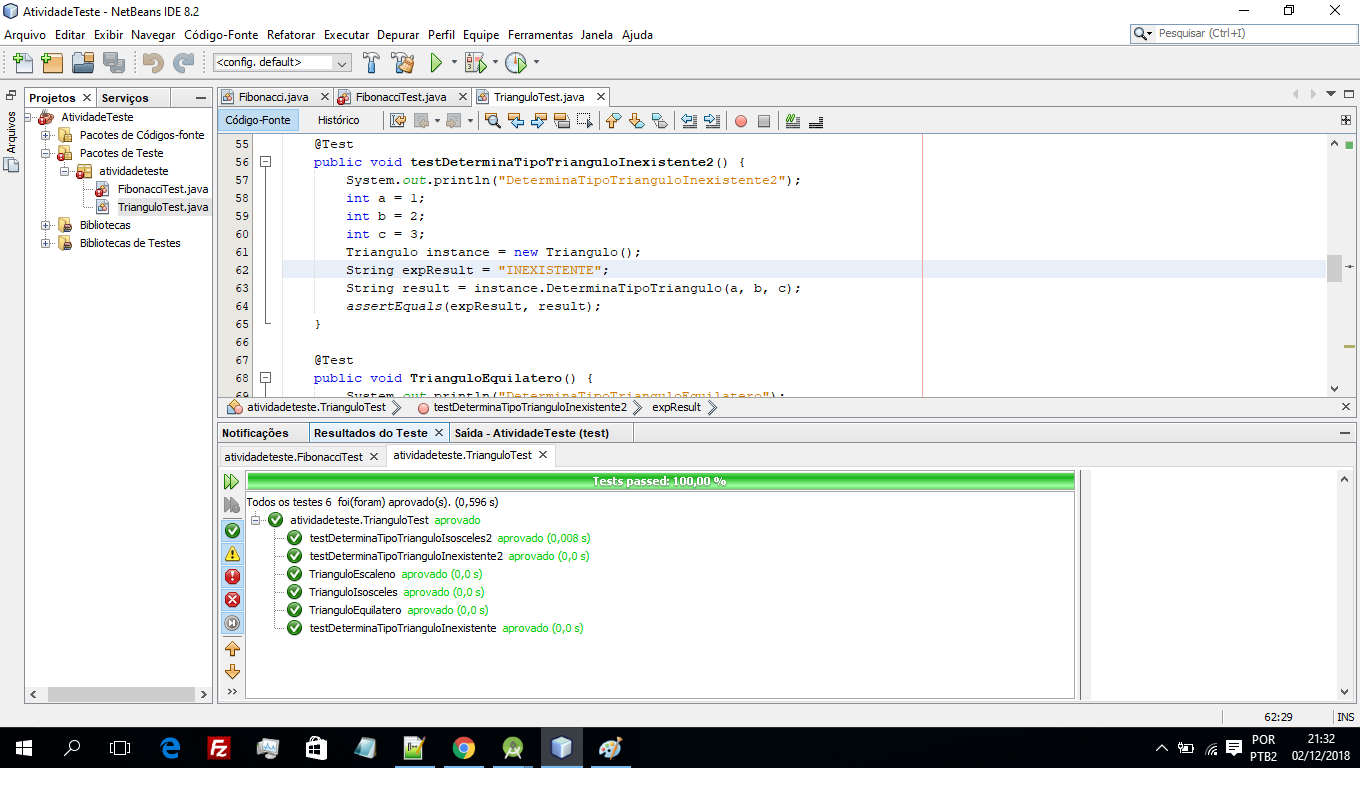 AtividadeTeste - NetBeans IDE 8.2
Arquivo Editar Exibir Navegar Código-Fonte Refatorar Executar Depurar Perfil Equipe Ferramentas Janela Ajuda
Pesquisar (Ctrl+I)
<config. default>
Arquivos
Projetos Serviços
AtividadeTeste
Pacotes de Códigos-fonte
Pacotes de Teste
atividadeteste
FibonacciTest.java
TrianguloTest.java
Bibliotecas
Bibliotecas de Testes
Fibonacci.java FibonacciTest.java TrianguloTest.java
Código-Fonte Histórico
55 @Test
56 public void testDeterminaTipoTrianguloInexistente2() {
57 System.out.println("DeterminaTipoTrianguloInexistente2");
58 int a = 1;
59 int b = 2;
60 int c = 3;
61 Triangulo instance = new Triangulo();
62 String expResult = "INEXISTENTE";
63 String result = instance.DeterminaTipoTriangulo(a, b, c);
64 assertEquals(expResult, result);
65 }
66
67 @Test
68 public void TrianguloEquilatero() {
69 System.out.println("DeterminaTipoTrianguloEquilatero");
atividadeteste.TrianguloTest testDeterminaTipoTrianguloInexistente2 expResult
Notificações Resultados do Teste Saída - AtividadeTeste (test)
atividadeteste.FibonacciTest atividadeteste.TrianguloTest
Tests passed: 100,00 %
Todos os testes 6 foi(foram) aprovado(s). (0,596 s)
atividadeteste.TrianguloTest aprovado
testDeterminaTipoTrianguloIsosceles2 aprovado (0,008 s)
testDeterminaTipoTrianguloInexistente2 aprovado (0,0 s)
TrianguloEscaleno aprovado (0,0 s)
TrianguloIsosceles aprovado (0,0 s)
TrianguloEquilatero aprovado (0,0 s)
testDeterminaTipoTrianguloInexistente aprovado (0,0 s)
62:29 INS
POR
PTB2
21:32
02/12/2018